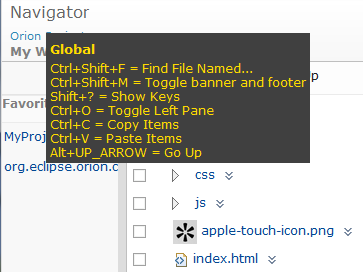 Navigator
Orion
My W
Global
Ctrl+Shift+F = Find File Named...
Ctrl+Shift+M = Toggle banner and footer
Shift+? = Show Keys
Ctrl+O = Toggle Left Pane
Ctrl+C = Copy Items
Ctrl+V = Paste Items
Alt+UP_ARROW = Go Up
Favori
MyProj
org.eclipse.orion.c
css
js
apple-touch-icon.png
index.html